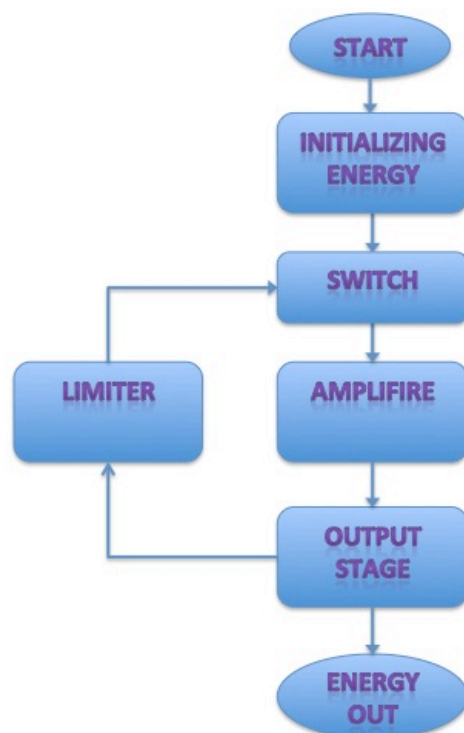 START
INITIALIZING
ENERGY
SWITCH
LIMITER
AMPLIFIRE
OUTPUT
STAGE
ENERGY
OUT